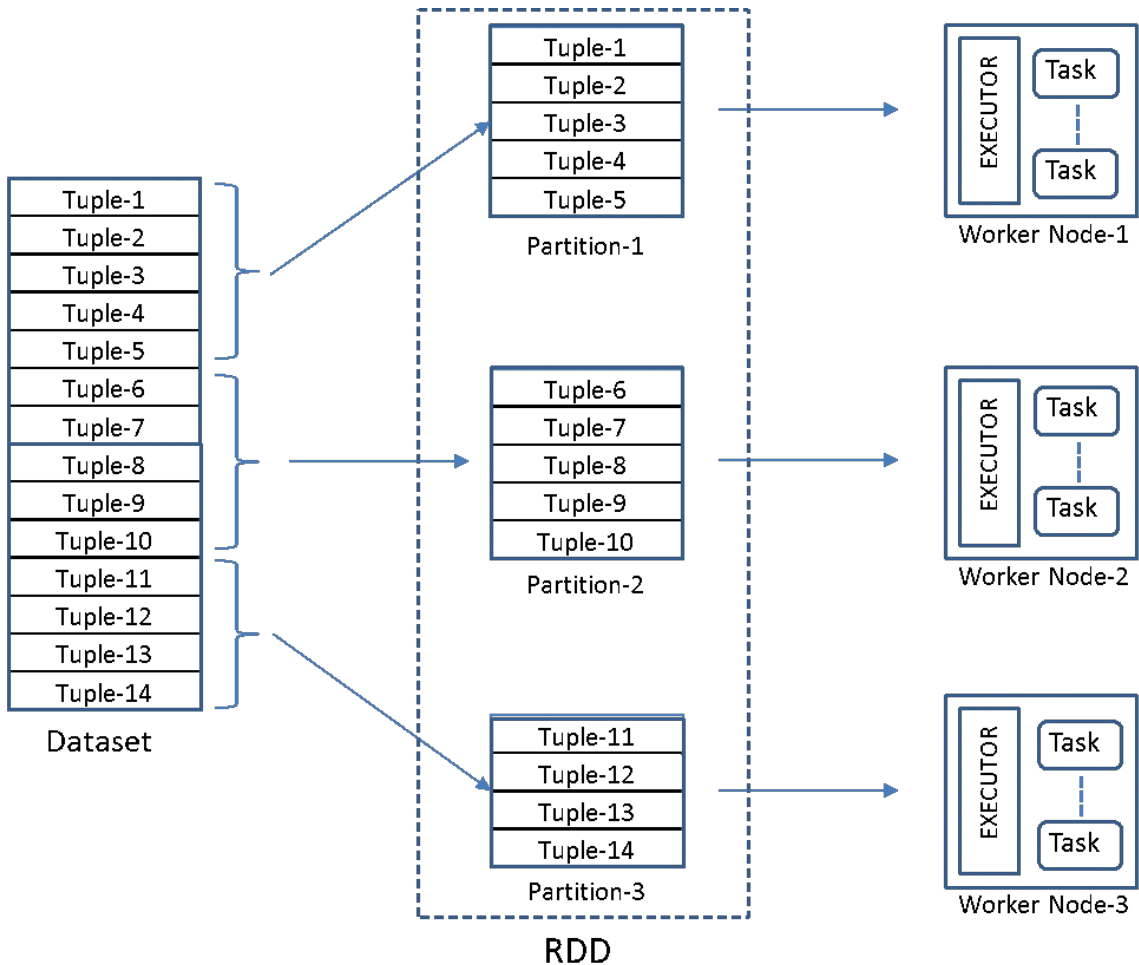 Tuple-1
Tuple-2
Tuple-3
Tuple-4
Tuple-5
Tuple-6
Tuple-7
Tuple-8
Tuple-9
Tuple-10
Tuple-11
Tuple-12
Tuple-13
Tuple-14
Dataset
Tuple-1
Tuple-2
Tuple-3
Tuple-4
Tuple-5
Partition-1
Tuple-6
Tuple-7
Tuple-8
Tuple-9
Tuple-10
Partition-2
Tuple-11
Tuple-12
Tuple-13
Tuple-14
Partition-3
RDD
EXECUTOR
Task
Task
Worker Node-1
EXECUTOR
Task
Task
Worker Node-2
EXECUTOR
Task
Task
Worker Node-3